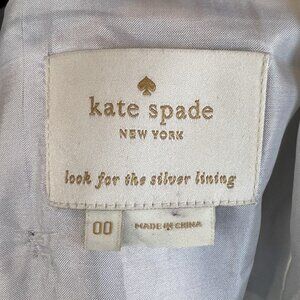 kate spade
NEW YORK
look for the silver lining
00
MADE IN CHINA